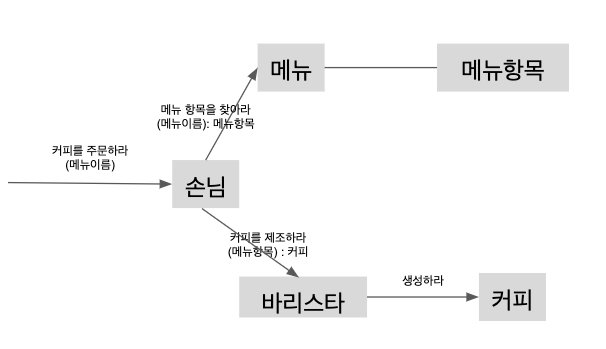 메뉴
메뉴항목
메뉴 항목을 찾아라
(메뉴이름): 메뉴항목
커피를 주문하라
(메뉴이름)
손님
커피를 제조하라
(메뉴항목) : 커피
바리스타
생성하라
커피